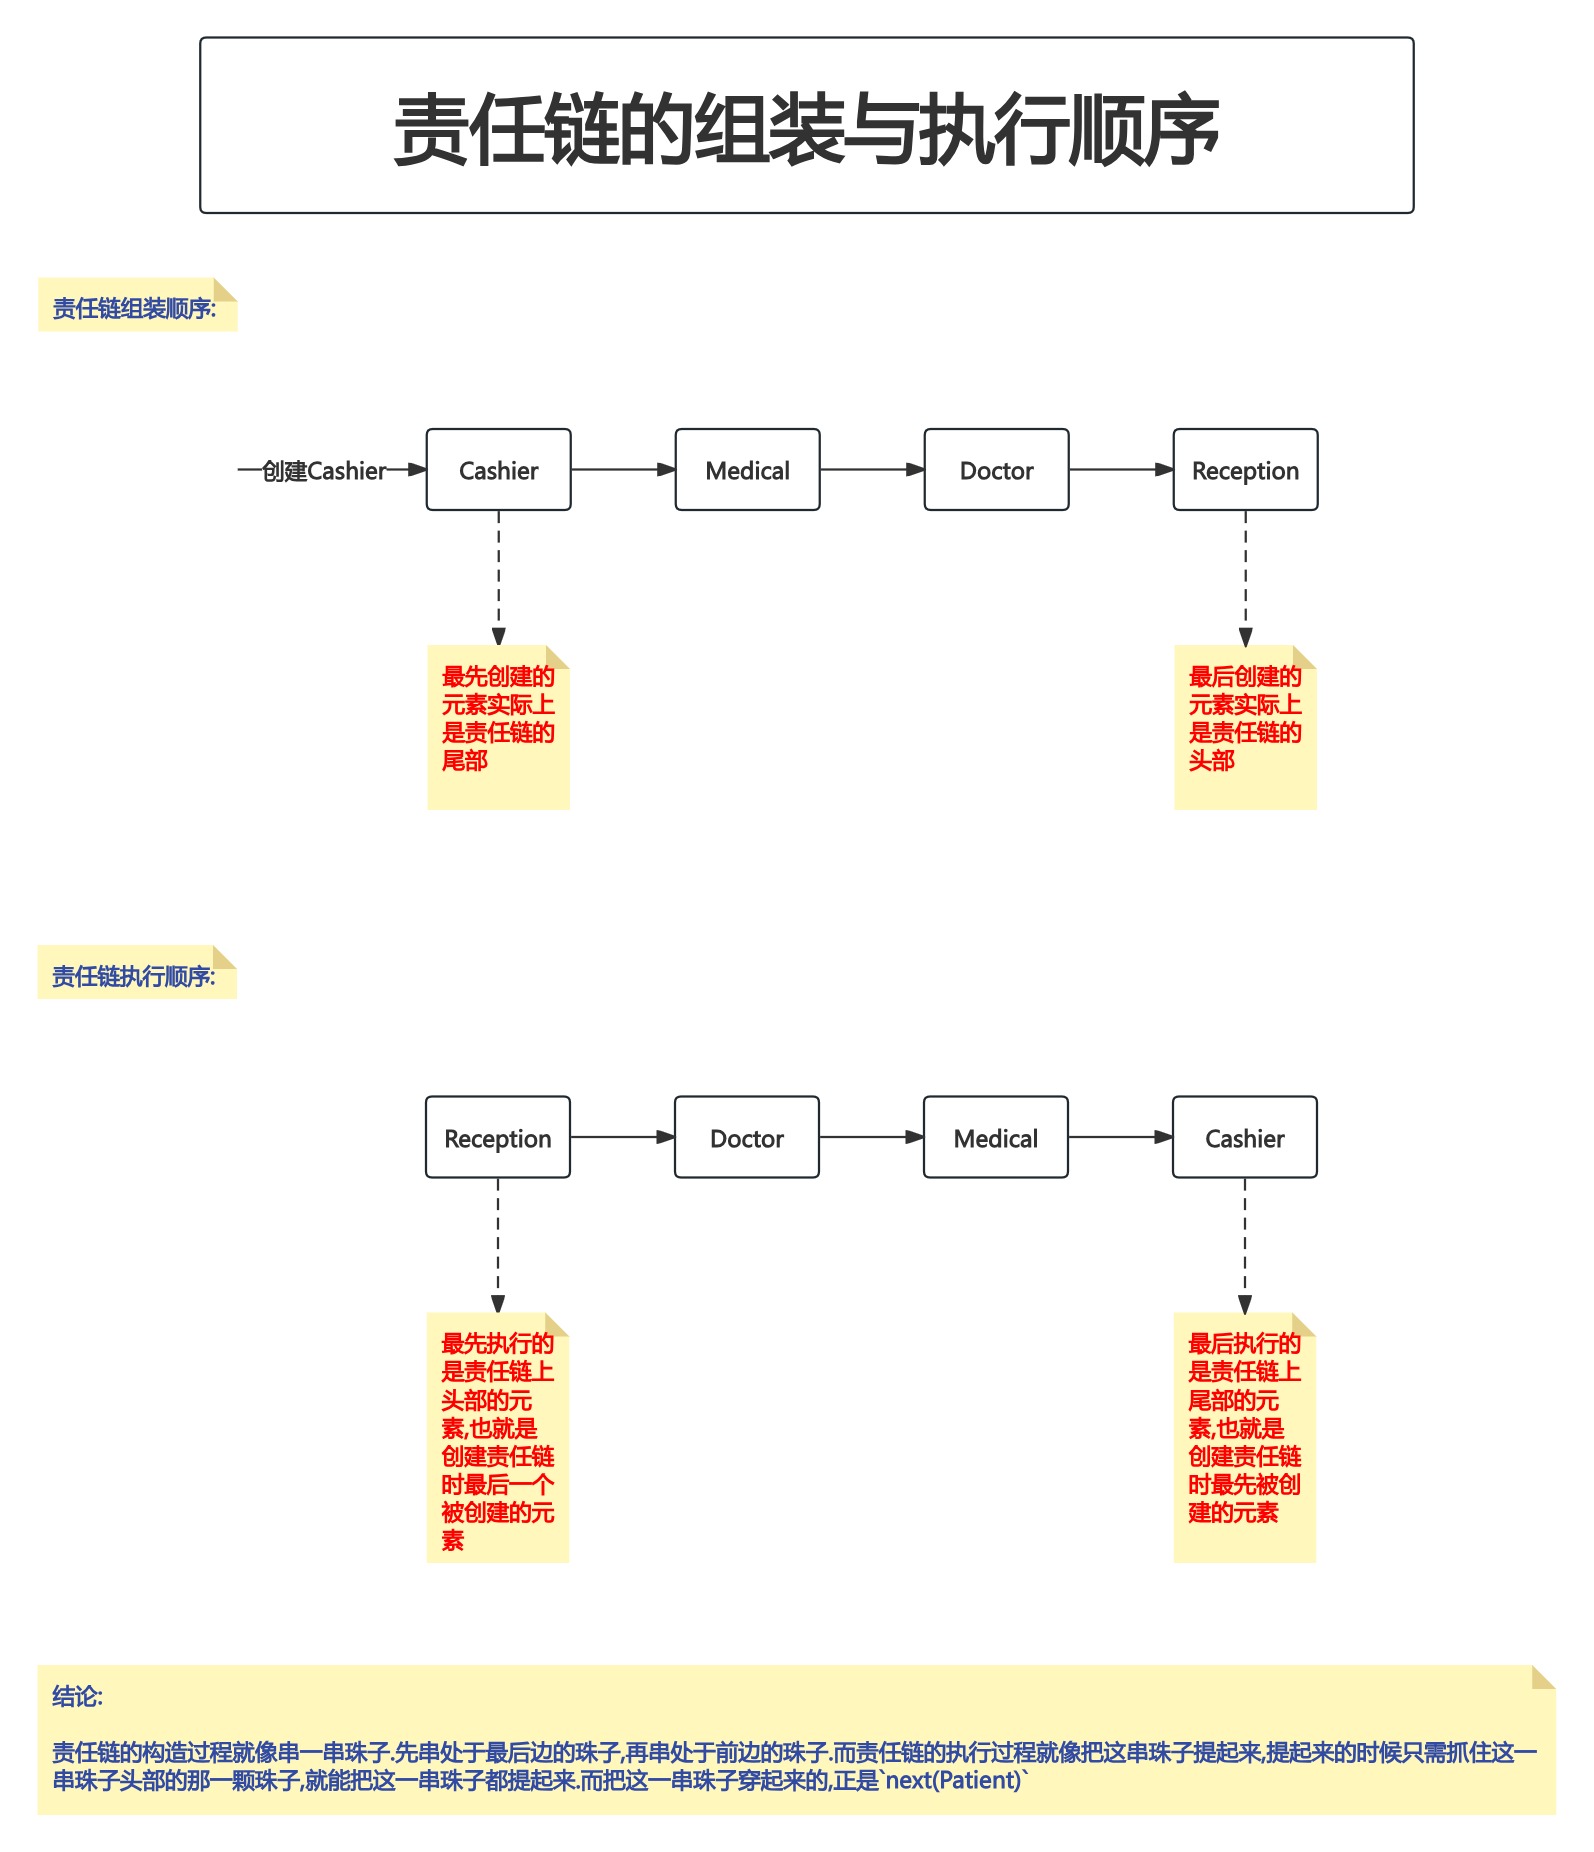 责任链的组装与执行顺序
责任链组装顺序:
创建Cashier
Cashier
Medical
Doctor
Reception
最先创建的
元素实际上
是责任链的
尾部
最后创建的
元素实际上
是责任链的
头部
责任链执行顺序:
Reception
Doctor
Medical
Cashier
最先执行的
是责任链上
头部的元
素,也就是
创建责任链
时最后一个
被创建的元
素
最后执行的
是责任链上
尾部的元
素,也就是
创建责任链
时最先被创
建的元素
结论:
责任链的构造过程就像串一串珠子.先串处于最后边的珠子,再串处于前边的珠子.而责任链的执行过程就像把这串珠子提起来,提起来的时候只需抓住这一
串珠子头部的那一颗珠子,就能把这一串珠子都提起来.而把这一串珠子穿起来的,正是`next(Patient)`